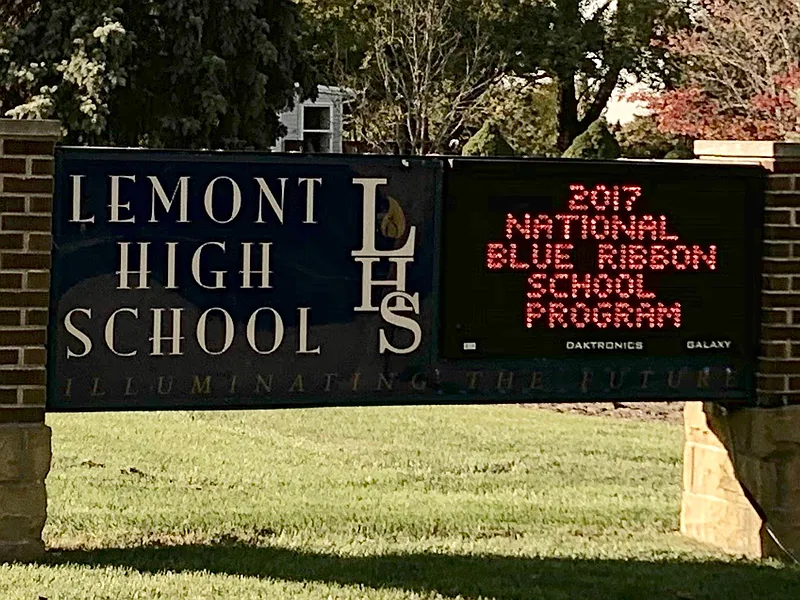 LEMONT
HIGH
SCHOOL
LHS
ILLUMINATING THE FUTURE
2017
NATIONAL
BLUE RIBBON
SCHOOL
PROGRAM
DAKTRONICS GALAXY